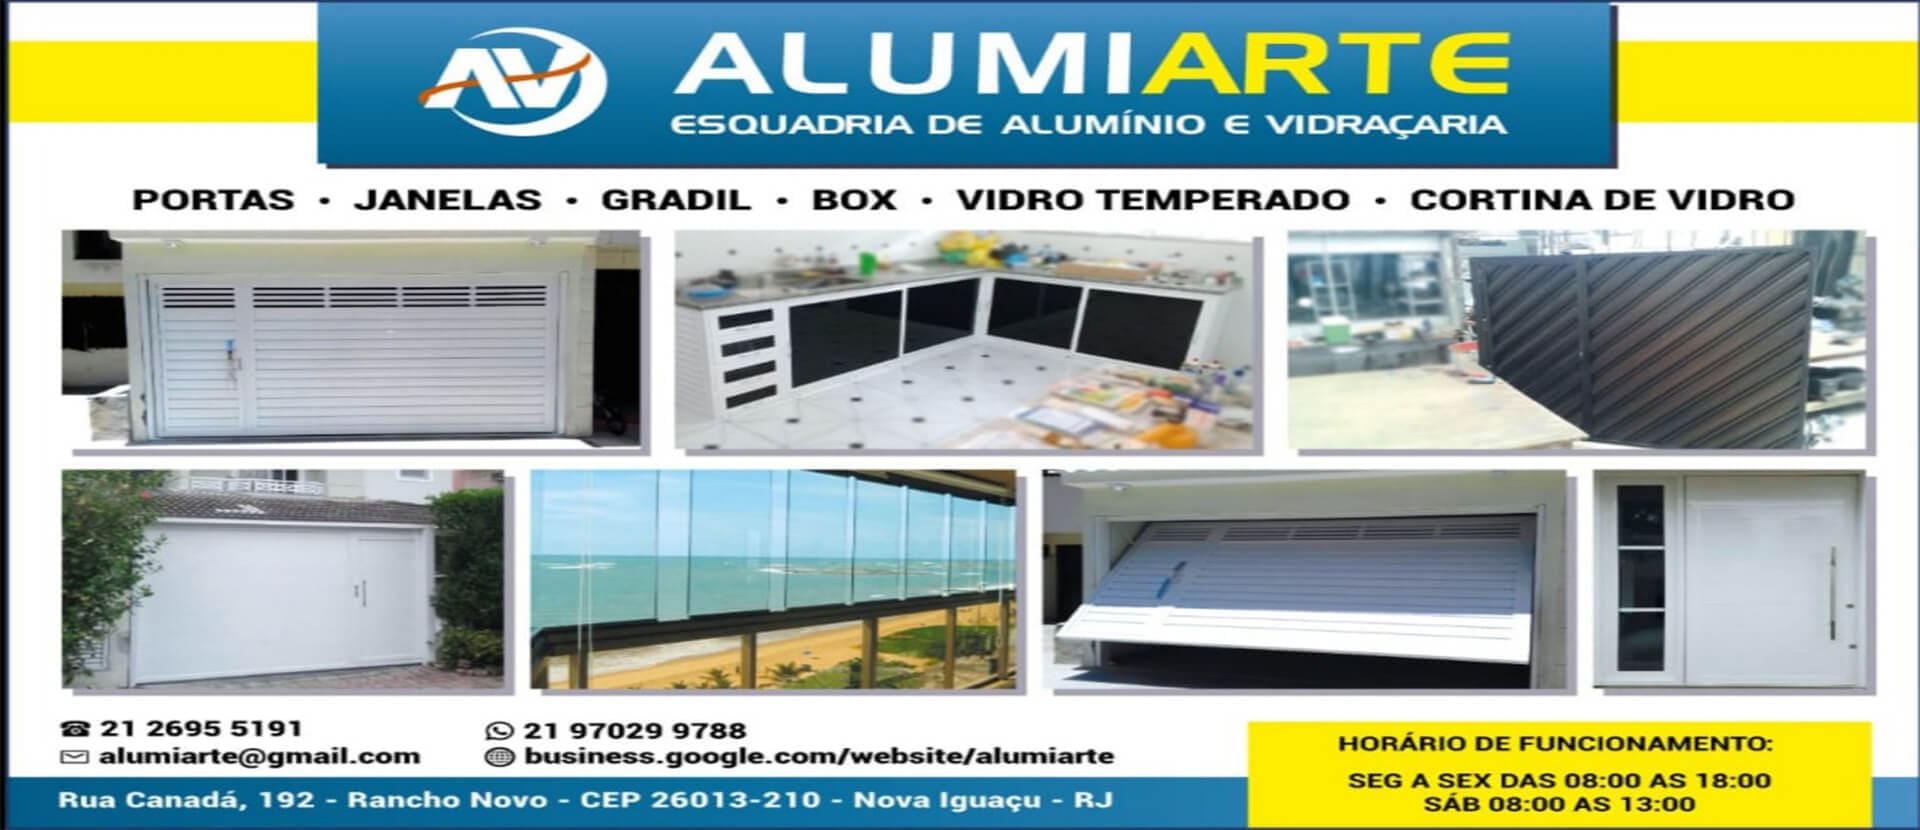 AV
ALUMIARTE
ESQUADRIA DE ALUMÍNIO E VIDRAÇARIA
PORTAS • JANELAS • GRADIL • BOX • VIDRO TEMPERADO • CORTINA DE VIDRO
21 2695 5191
21 97029 9788
alumiarte@gmail.com
business.google.com/website/alumiarte
Rua Canadá, 192 - Rancho Novo - CEP 26013-210 - Nova Iguaçu - RJ
HORÁRIO DE FUNCIONAMENTO:
SEG A SEX DAS 08:00 AS 18:00
SÁB 08:00 AS 13:00